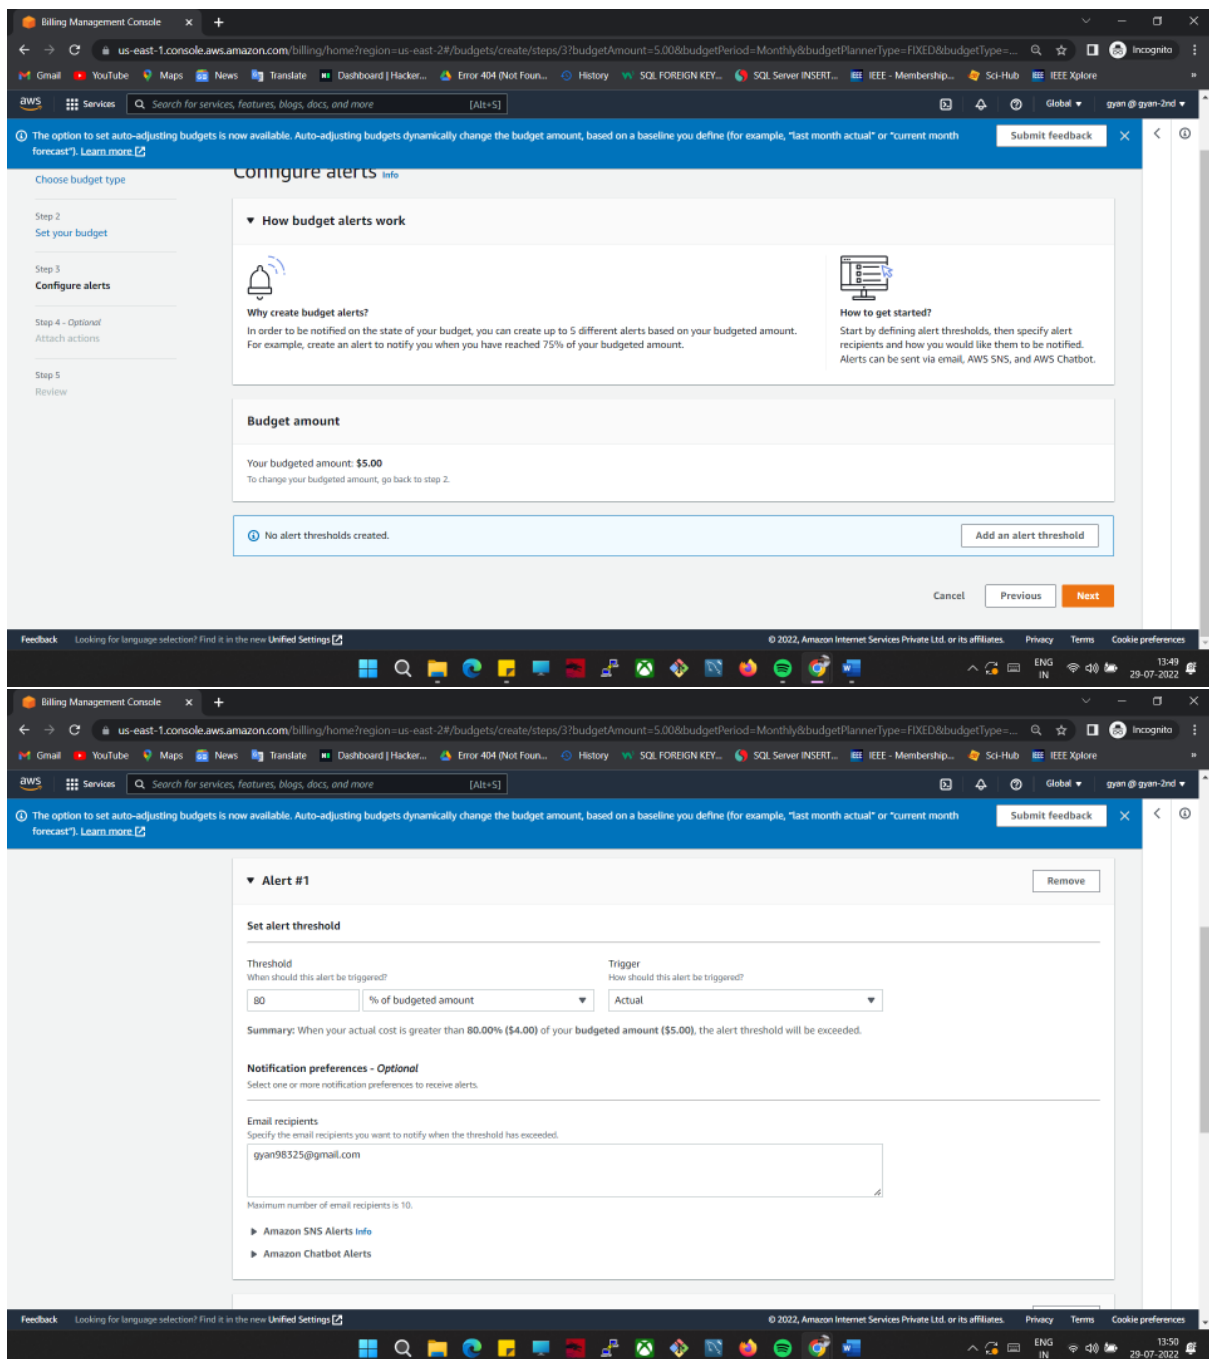 Billing Management Console
us-east-1.console.aws.amazon.com/billing/home?region=us-east-2#/budgets/create/steps/3?budgetAmount=5.00&budgetPeriod=Monthly&budgetPlannerType=FIXED&budgetType=...
Incognito
Gmail YouTube Maps News Translate Dashboard | Hacker... Error 404 (Not Foun... History SQL FOREIGN KEY... SQL Server INSERT... IEEE - Membership... Sci-Hub IEEE Xplore »
aws Services Search for services, features, blogs, docs, and more [Alt+S] Global gyan @ gyan-2nd
The option to set auto-adjusting budgets is now available. Auto-adjusting budgets dynamically change the budget amount, based on a baseline you define (for example, "last month actual" or "current month
forecast"). Learn more
Submit feedback
Choose budget type
Step 2
Set your budget
Step 3
Configure alerts
Step 4 - Optional
Attach actions
Step 5
Review
Configure alerts Info
How budget alerts work
Why create budget alerts?
In order to be notified on the state of your budget, you can create up to 5 different alerts based on your budgeted amount.
For example, create an alert to notify you when you have reached 75% of your budgeted amount.
How to get started?
Start by defining alert thresholds, then specify alert
recipients and how you would like them to be notified.
Alerts can be sent via email, AWS SNS, and AWS Chatbot.
Budget amount
Your budgeted amount: $5.00
To change your budgeted amount, go back to step 2.
No alert thresholds created.
Add an alert threshold
Cancel Previous Next
Feedback Looking for language selection? Find it in the new Unified Settings © 2022, Amazon Internet Services Private Ltd. or its affiliates. Privacy Terms Cookie preferences
ENG
IN
13:49
29-07-2022
Billing Management Console
us-east-1.console.aws.amazon.com/billing/home?region=us-east-2#/budgets/create/steps/3?budgetAmount=5.00&budgetPeriod=Monthly&budgetPlannerType=FIXED&budgetType=...
Incognito
Gmail YouTube Maps News Translate Dashboard | Hacker... Error 404 (Not Foun... History SQL FOREIGN KEY... SQL Server INSERT... IEEE - Membership... Sci-Hub IEEE Xplore »
aws Services Search for services, features, blogs, docs, and more [Alt+S] Global gyan @ gyan-2nd
The option to set auto-adjusting budgets is now available. Auto-adjusting budgets dynamically change the budget amount, based on a baseline you define (for example, "last month actual" or "current month
forecast"). Learn more
Submit feedback
Alert #1
Remove
Set alert threshold
Threshold
When should this alert be triggered?
80 % of budgeted amount
Trigger
How should this alert be triggered?
Actual
Summary: When your actual cost is greater than 80.00% ($4.00) of your budgeted amount ($5.00), the alert threshold will be exceeded.
Notification preferences - Optional
Select one or more notification preferences to receive alerts.
Email recipients
Specify the email recipients you want to notify when the threshold has exceeded.
gyan98325@gmail.com
Maximum number of email recipients is 10.
Amazon SNS Alerts Info
Amazon Chatbot Alerts
Feedback Looking for language selection? Find it in the new Unified Settings © 2022, Amazon Internet Services Private Ltd. or its affiliates. Privacy Terms Cookie preferences
ENG
IN
13:50
29-07-2022